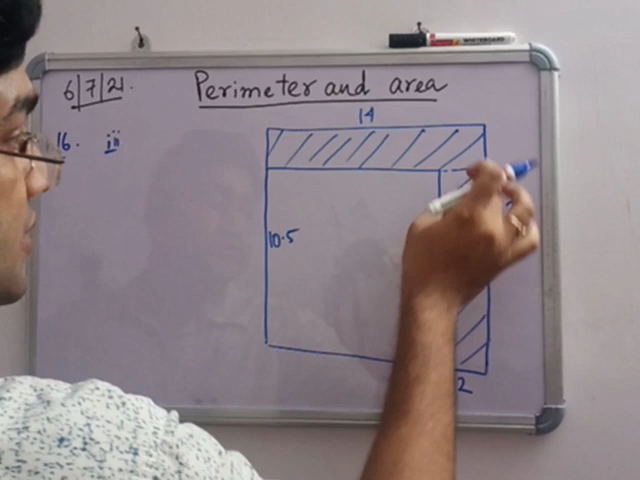 WHITEBOARD
6/7/21.
Perimeter and area
16. iii
14
10.5
2